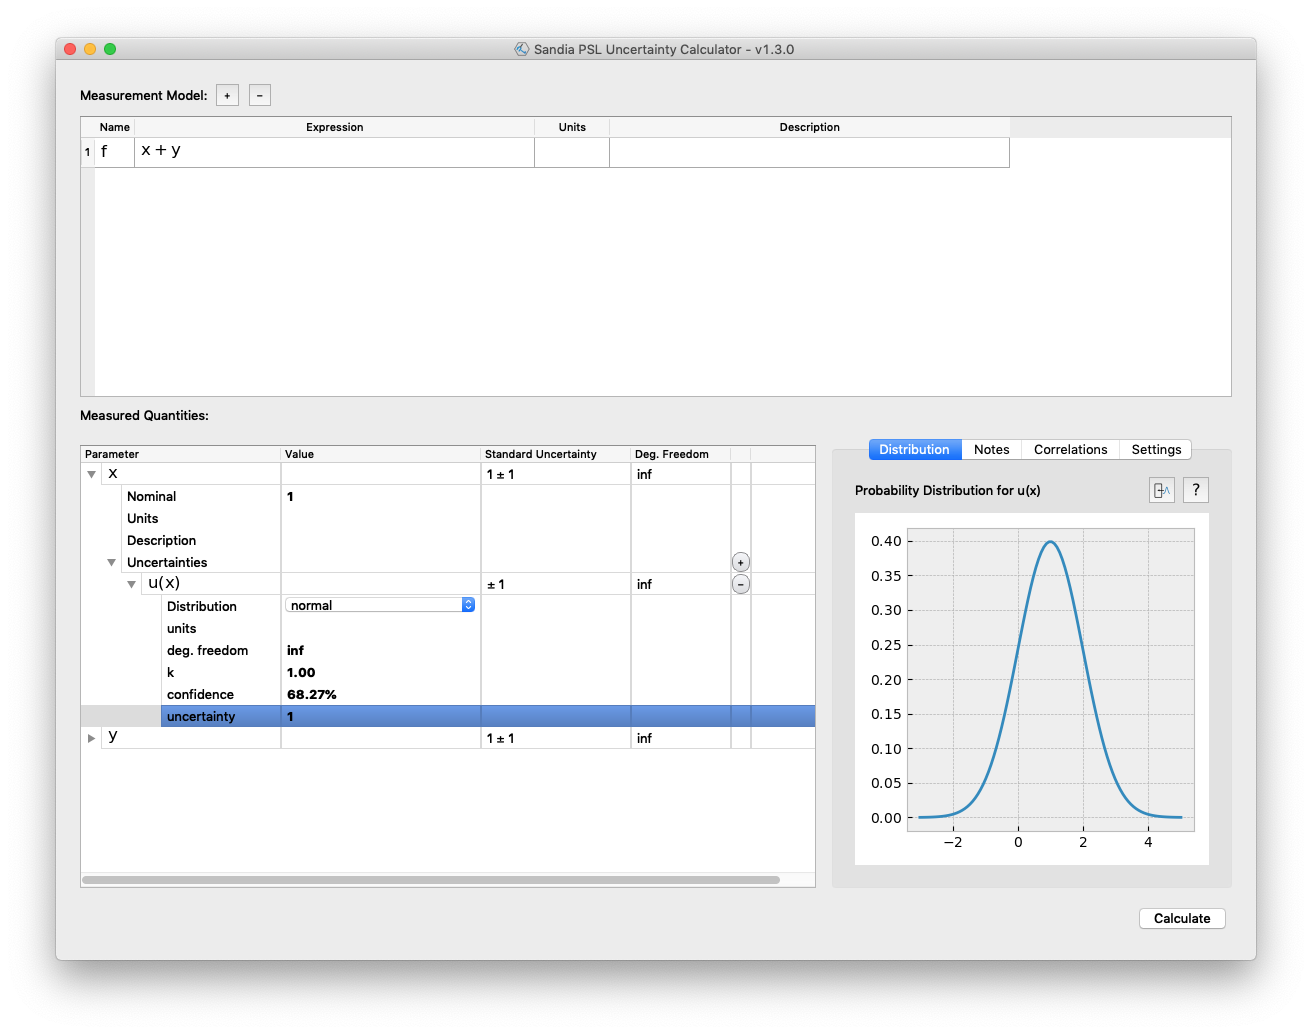 Sandia PSL Uncertainty Calculator - v1.3.0
Measurement Model: + −
Name Expression Units Description
1 f x + y
Measured Quantities:
Parameter Value Standard Uncertainty Deg. Freedom
x 1 ± 1 inf
Nominal 1
Units
Description
Uncertainties +
u(x) ± 1 inf −
Distribution normal
units
deg. freedom inf
k 1.00
confidence 68.27%
uncertainty 1
y 1 ± 1 inf
Distribution Notes Correlations Settings
Probability Distribution for u(x) ?
0.40
0.35
0.30
0.25
0.20
0.15
0.10
0.05
0.00
−2 0 2 4
Calculate